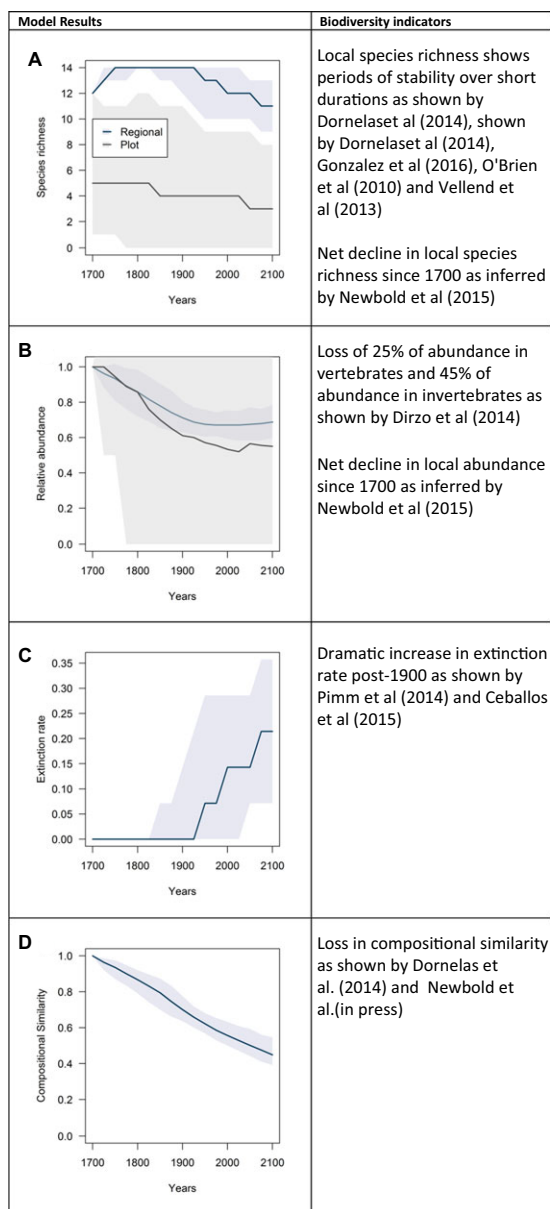 Model Results
Biodiversity indicators
A
14
12
10
8
6
4
2
0
Species richness
Regional
Plot
1700
1800
1900
2000
2100
Years
Local species richness shows
periods of stability over short
durations as shown by
Dornelaset al (2014), shown
by Dornelaset al (2014),
Gonzalez et al (2016), O'Brien
et al (2010) and Vellend et
al (2013)
Net decline in local species
richness since 1700 as inferred
by Newbold et al (2015)
B
1.0
0.8
0.6
0.4
0.2
0.0
Relative abundance
1700
1800
1900
2000
2100
Years
Loss of 25% of abundance in
vertebrates and 45% of
abundance in invertebrates as
shown by Dirzo et al (2014)
Net decline in local abundance
since 1700 as inferred by
Newbold et al (2015)
C
0.35
0.30
0.25
0.20
0.15
0.10
0.05
0.00
Extinction rate
1700
1800
1900
2000
2100
Years
Dramatic increase in extinction
rate post-1900 as shown by
Pimm et al (2014) and Ceballos
et al (2015)
D
1.0
0.8
0.6
0.4
0.2
0.0
Compositional Similarity
1700
1800
1900
2000
2100
Years
Loss in compositional similarity
as shown by Dornelas et
al. (2014) and Newbold et
al.(in press)